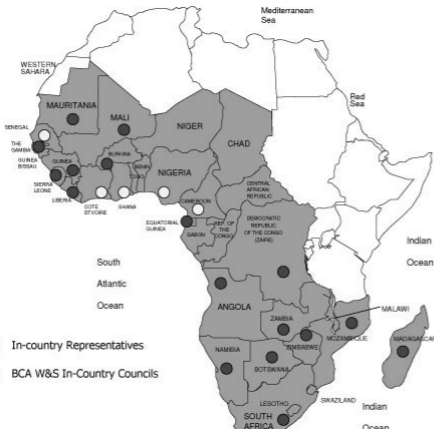 Mediterranean
Sea
WESTERN
SAHARA
Red
Sea
MAURITANIA
MALI
NIGER
CHAD
SENEGAL
THE
GAMBIA
GUINEA
BISSAU
GUINEA
BURKINA
BENIN
TOGO
NIGERIA
SIERRA
LEONE
LIBERIA
COTE
D'IVOIRE
GHANA
CENTRAL
AFRICAN
REPUBLIC
CAMEROON
EQUATORIAL
GUINEA
GABON
REP. OF
THE
CONGO
DEMOCRATIC
REPUBLIC
OF THE CONGO
(ZAIRE)
Indian
Ocean
South
Atlantic
Ocean
ANGOLA
ZAMBIA
MALAWI
ZIMBABWE
MOZAMBIQUE
MADAGASCAR
In-country Representatives
NAMIBIA
BOTSWANA
BCA W&S In-Country Councils
SWAZILAND
LESOTHO
SOUTH
AFRICA
Indian
Ocean